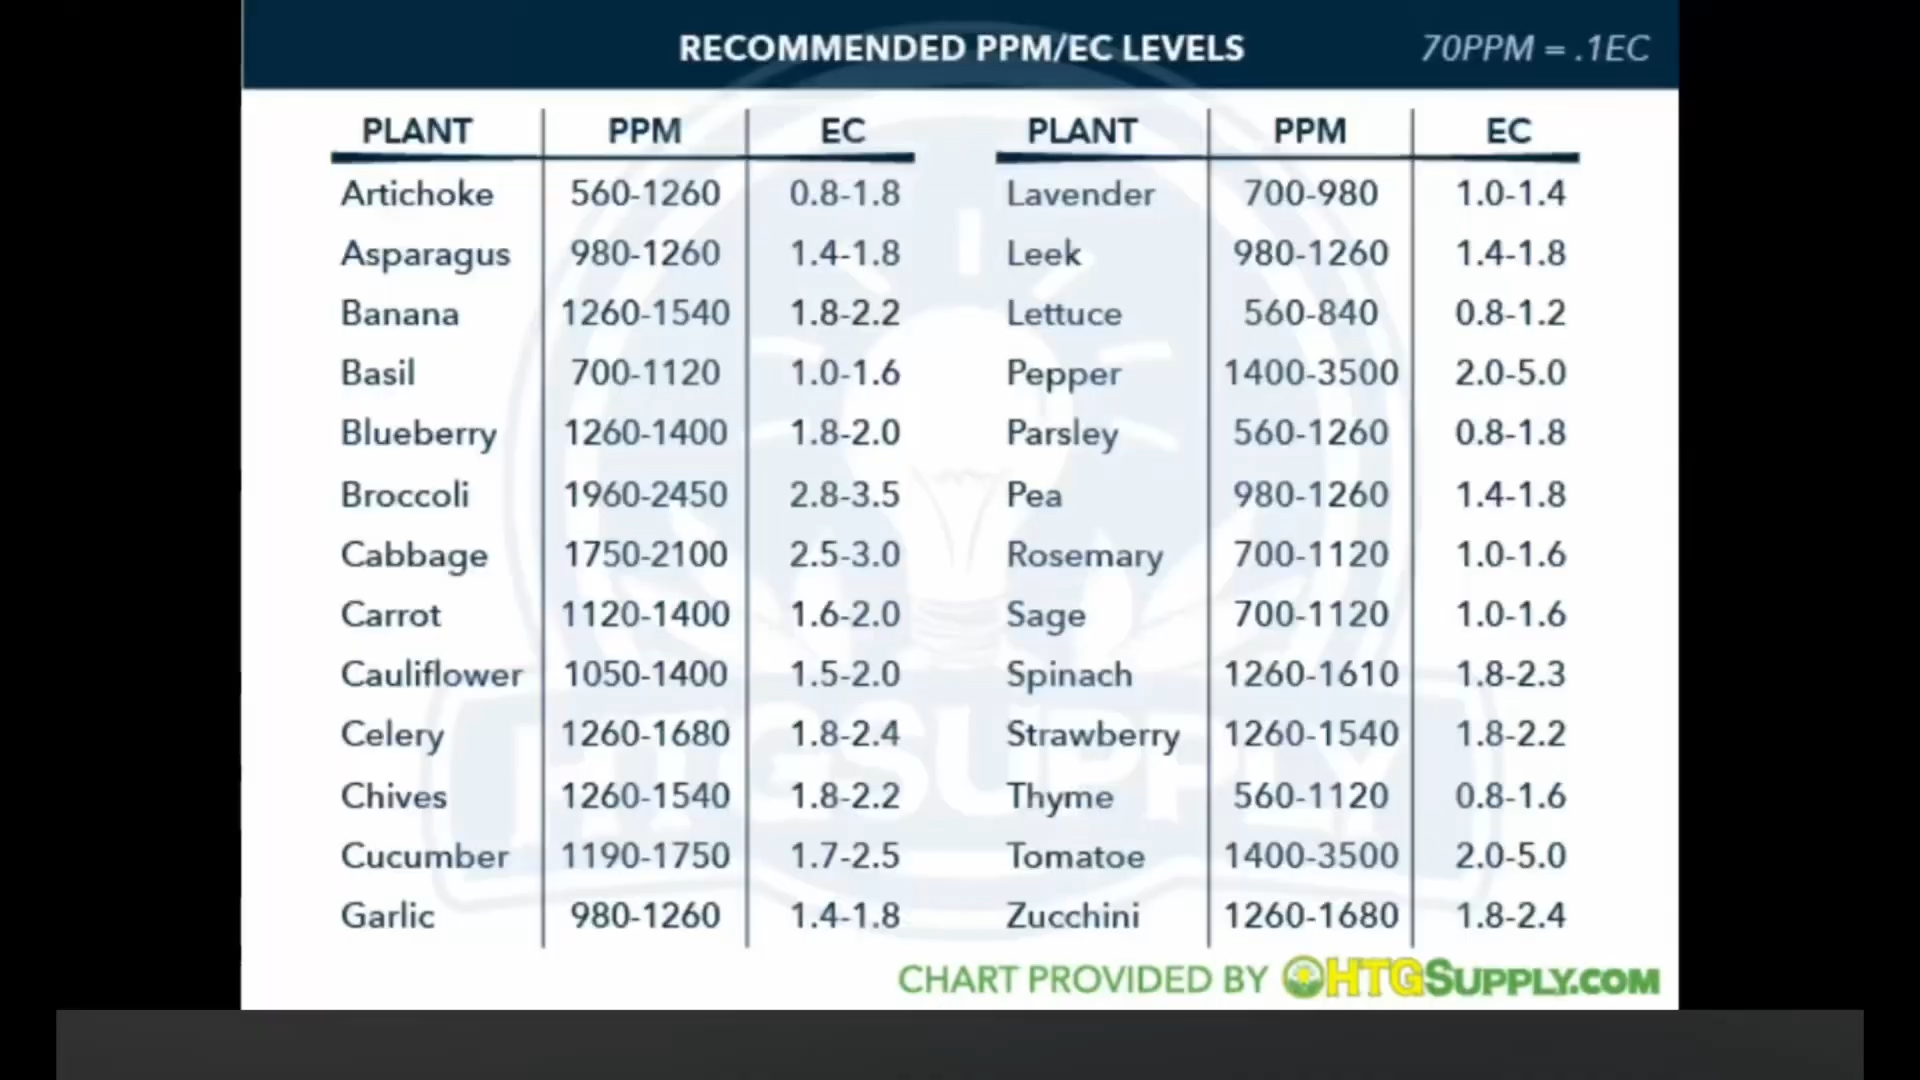 RECOMMENDED PPM/EC LEVELS 70PPM = .1EC
PLANT PPM EC PLANT PPM EC
Artichoke 560-1260 0.8-1.8 Lavender 700-980 1.0-1.4
Asparagus 980-1260 1.4-1.8 Leek 980-1260 1.4-1.8
Banana 1260-1540 1.8-2.2 Lettuce 560-840 0.8-1.2
Basil 700-1120 1.0-1.6 Pepper 1400-3500 2.0-5.0
Blueberry 1260-1400 1.8-2.0 Parsley 560-1260 0.8-1.8
Broccoli 1960-2450 2.8-3.5 Pea 980-1260 1.4-1.8
Cabbage 1750-2100 2.5-3.0 Rosemary 700-1120 1.0-1.6
Carrot 1120-1400 1.6-2.0 Sage 700-1120 1.0-1.6
Cauliflower 1050-1400 1.5-2.0 Spinach 1260-1610 1.8-2.3
Celery 1260-1680 1.8-2.4 Strawberry 1260-1540 1.8-2.2
Chives 1260-1540 1.8-2.2 Thyme 560-1120 0.8-1.6
Cucumber 1190-1750 1.7-2.5 Tomatoe 1400-3500 2.0-5.0
Garlic 980-1260 1.4-1.8 Zucchini 1260-1680 1.8-2.4
HTGSUPPLY
CHART PROVIDED BY HTGSUPPLY.COM